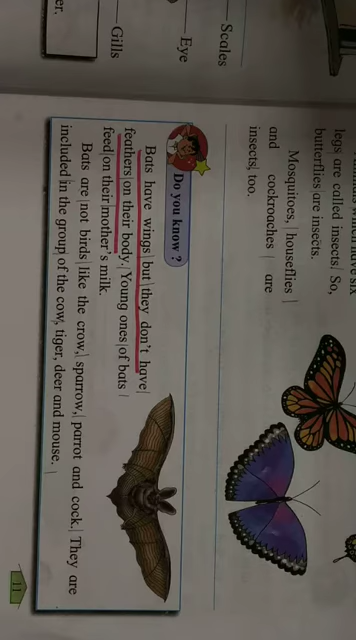 Scales
Eye
Gills
er.
legs are called insects. So,
butterflies are insects.
Mosquitoes, houseflies
and cockroaches are
insects, too.
Do you know ?
Bats have wings but they don't have
feathers on their body. Young ones of bats
feed on their mother's milk.
Bats are not birds like the crow, sparrow, parrot and cock. They are
included in the group of the cow, tiger, deer and mouse.
11